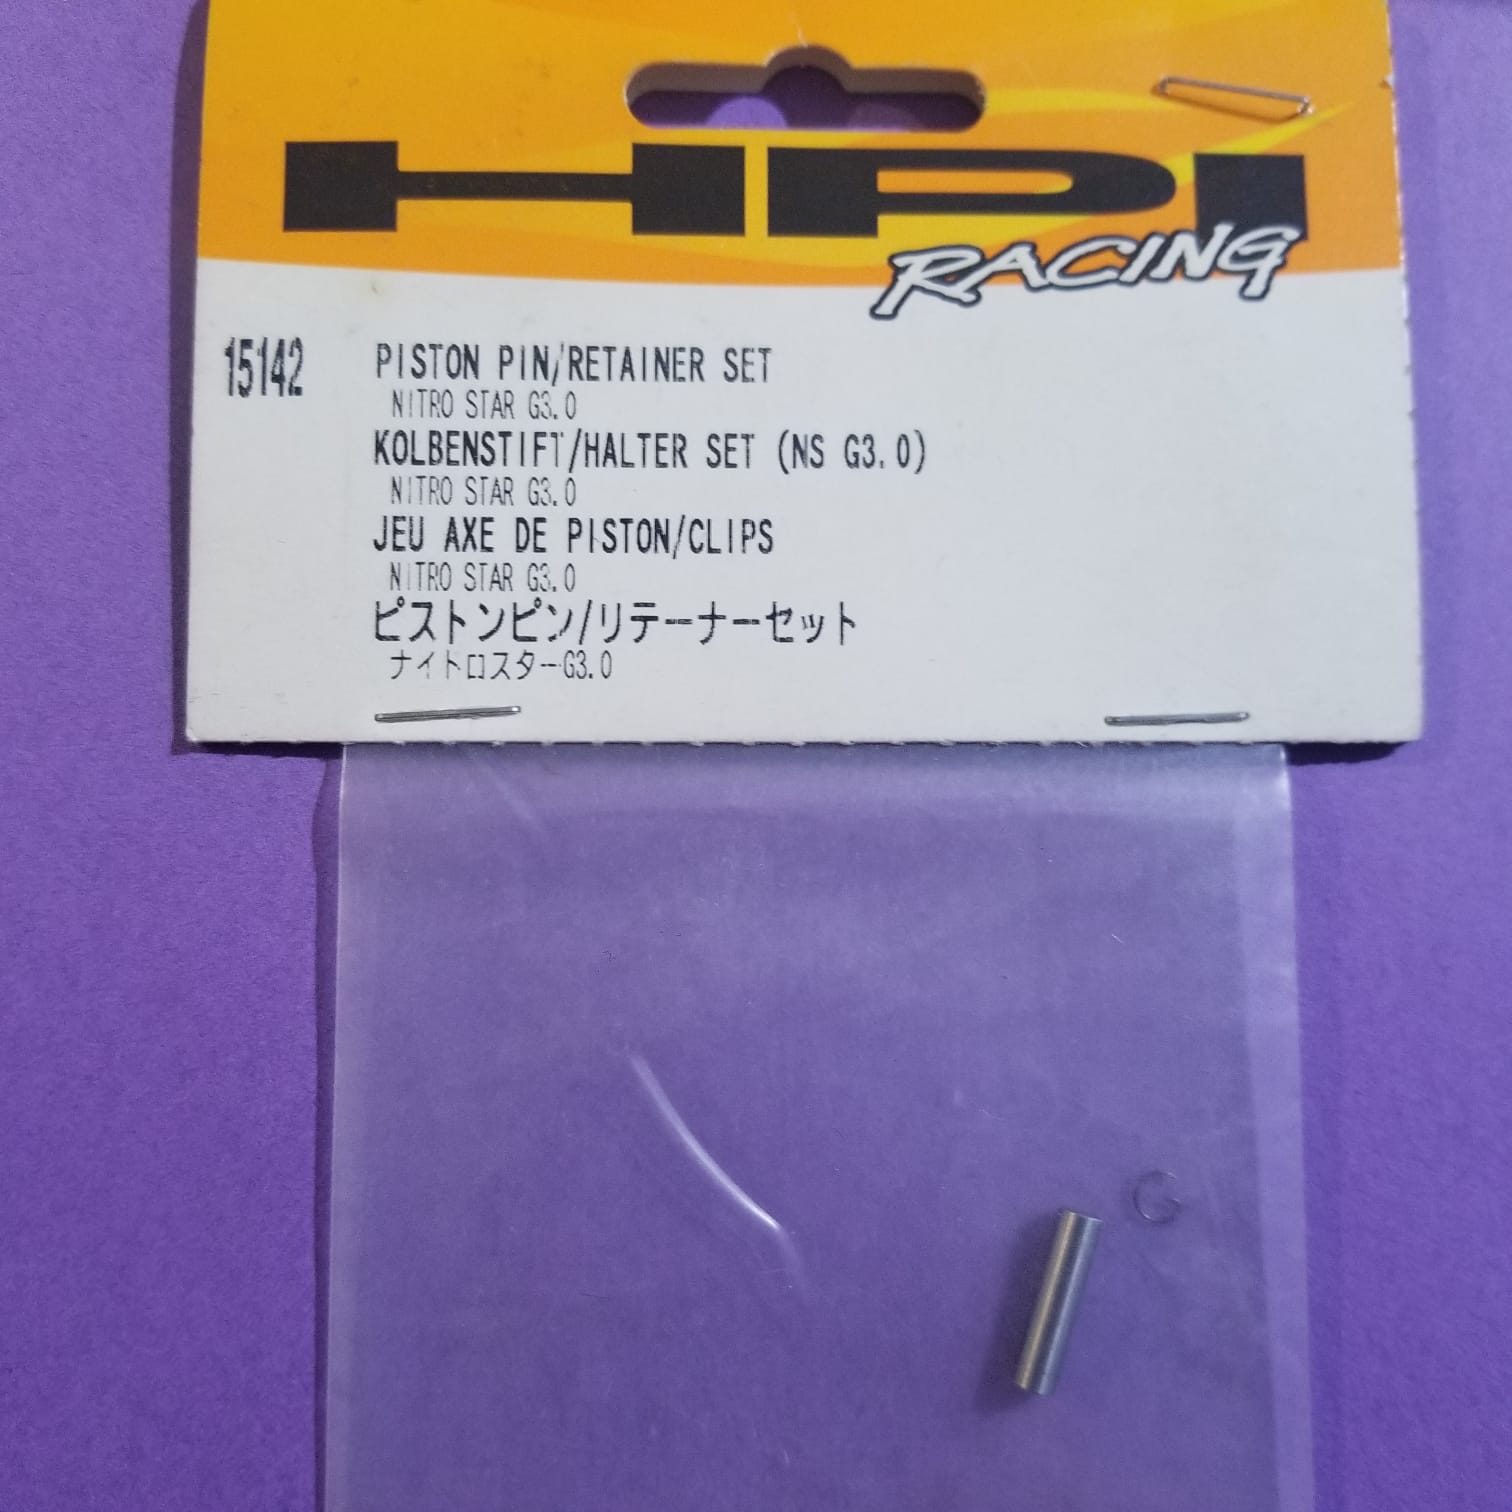 HPI
RACING
15142 PISTON PIN/RETAINER SET
NITRO STAR G3.0
KOLBENSTIFT/HALTER SET (NS G3.0)
NITRO STAR G3.0
JEU AXE DE PISTON/CLIPS
NITRO STAR G3.0
ピストンピン/リテーナーセット
ナイトロスターG3.0